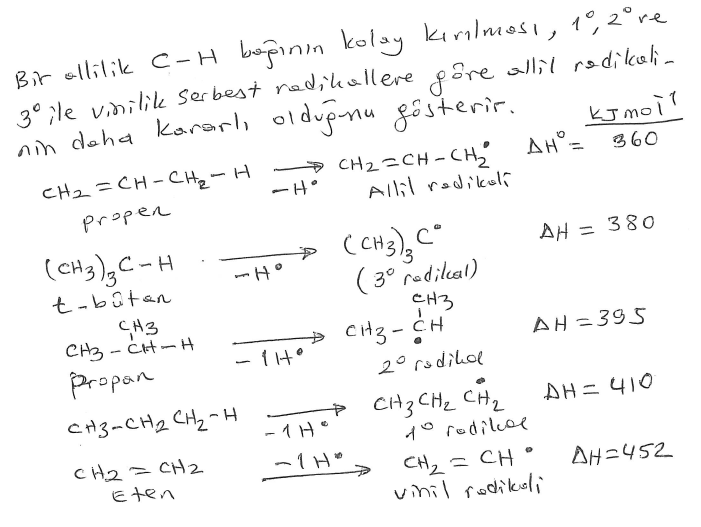 Bir allilik C-H bağının kolay kırılması, 1°, 2° ve
3° ile vinilik serbest radikallere göre allil radikali-
nin daha kararlı olduğunu gösterir.
kJ mol⁻¹
CH₂=CH-CH₂-H → CH₂=CH-CH₂• ΔH° = 360
-H•
propen Allil radikali
(CH₃)₃C-H → (CH₃)₃C• ΔH = 380
-H•
t-bütan (3° radikal)
CH₃ CH₃
CH₃-CH-H → CH₃-CH• ΔH = 395
-1H•
Propan 2° radikal
CH₃-CH₂CH₂-H → CH₃CH₂CH₂• ΔH = 410
-1H• 1° radikal
CH₂=CH₂ → CH₂=CH• ΔH=452
-1H•
Eten vinil radikali